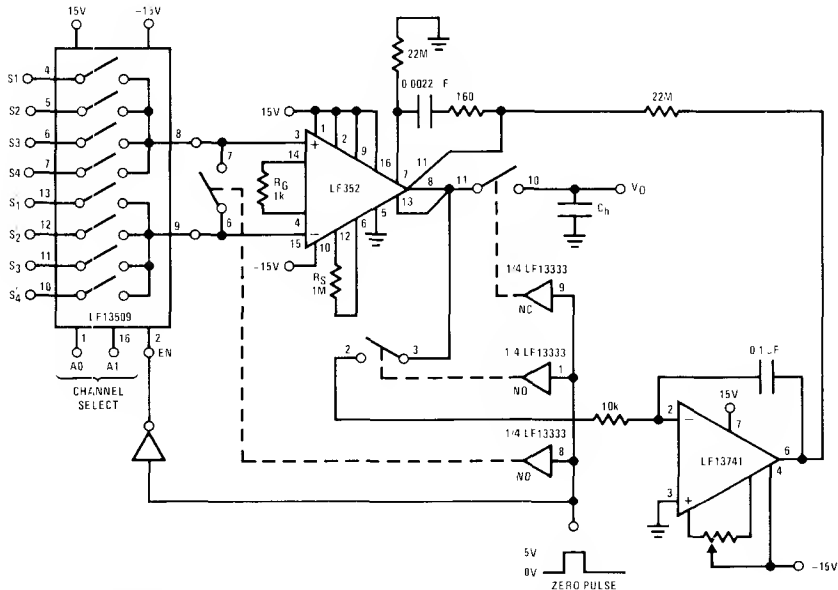 15V
-15V
22M
0.0022 F
160
22M
S1
4
S2
5
S3
6
S4
7
S1
13
S'2
12
S3
11
S'4
10
8
7
9
6
15V
3
1
2
9
16
7
11
14
RG
1k
LF352
8
13
4
15
10
12
6
5
-15V
RS
1M
11
10
VO
Ch
1/4 LF13333
9
NC
LF13509
1
16
2
A0
A1
EN
CHANNEL
SELECT
2
3
1 4 LF13333
1
NO
1/4 LF13333
8
NO
0.1 F
10k
15V
2
7
LF13741
6
4
3
-15V
5V
0V
ZERO PULSE